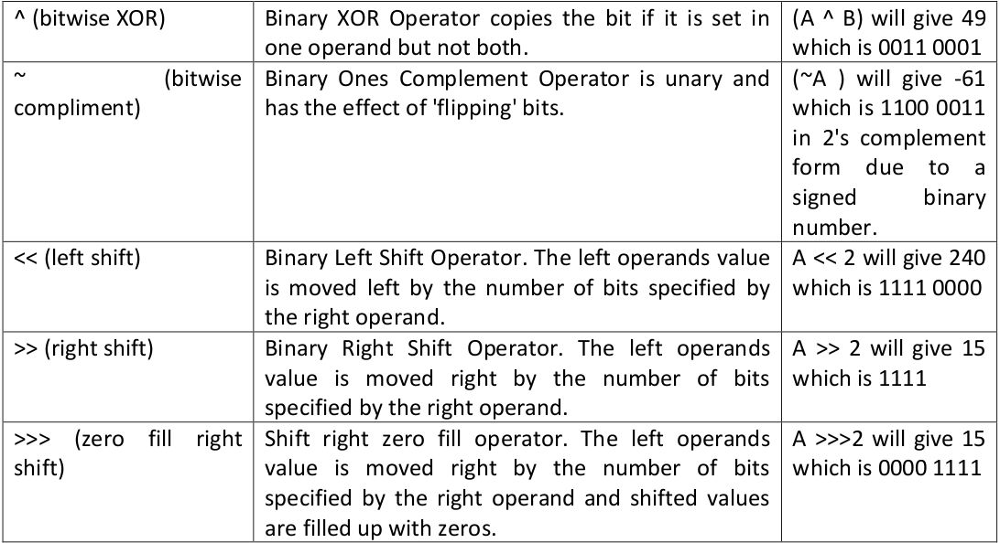 ^ (bitwise XOR)
Binary XOR Operator copies the bit if it is set in
one operand but not both.
(A ^ B) will give 49
which is 0011 0001
~ (bitwise
compliment)
Binary Ones Complement Operator is unary and
has the effect of 'flipping' bits.
(~A ) will give -61
which is 1100 0011
in 2's complement
form due to a
signed binary
number.
<< (left shift)
Binary Left Shift Operator. The left operands value
is moved left by the number of bits specified by
the right operand.
A << 2 will give 240
which is 1111 0000
>> (right shift)
Binary Right Shift Operator. The left operands
value is moved right by the number of bits
specified by the right operand.
A >> 2 will give 15
which is 1111
>>> (zero fill right
shift)
Shift right zero fill operator. The left operands
value is moved right by the number of bits
specified by the right operand and shifted values
are filled up with zeros.
A >>>2 will give 15
which is 0000 1111